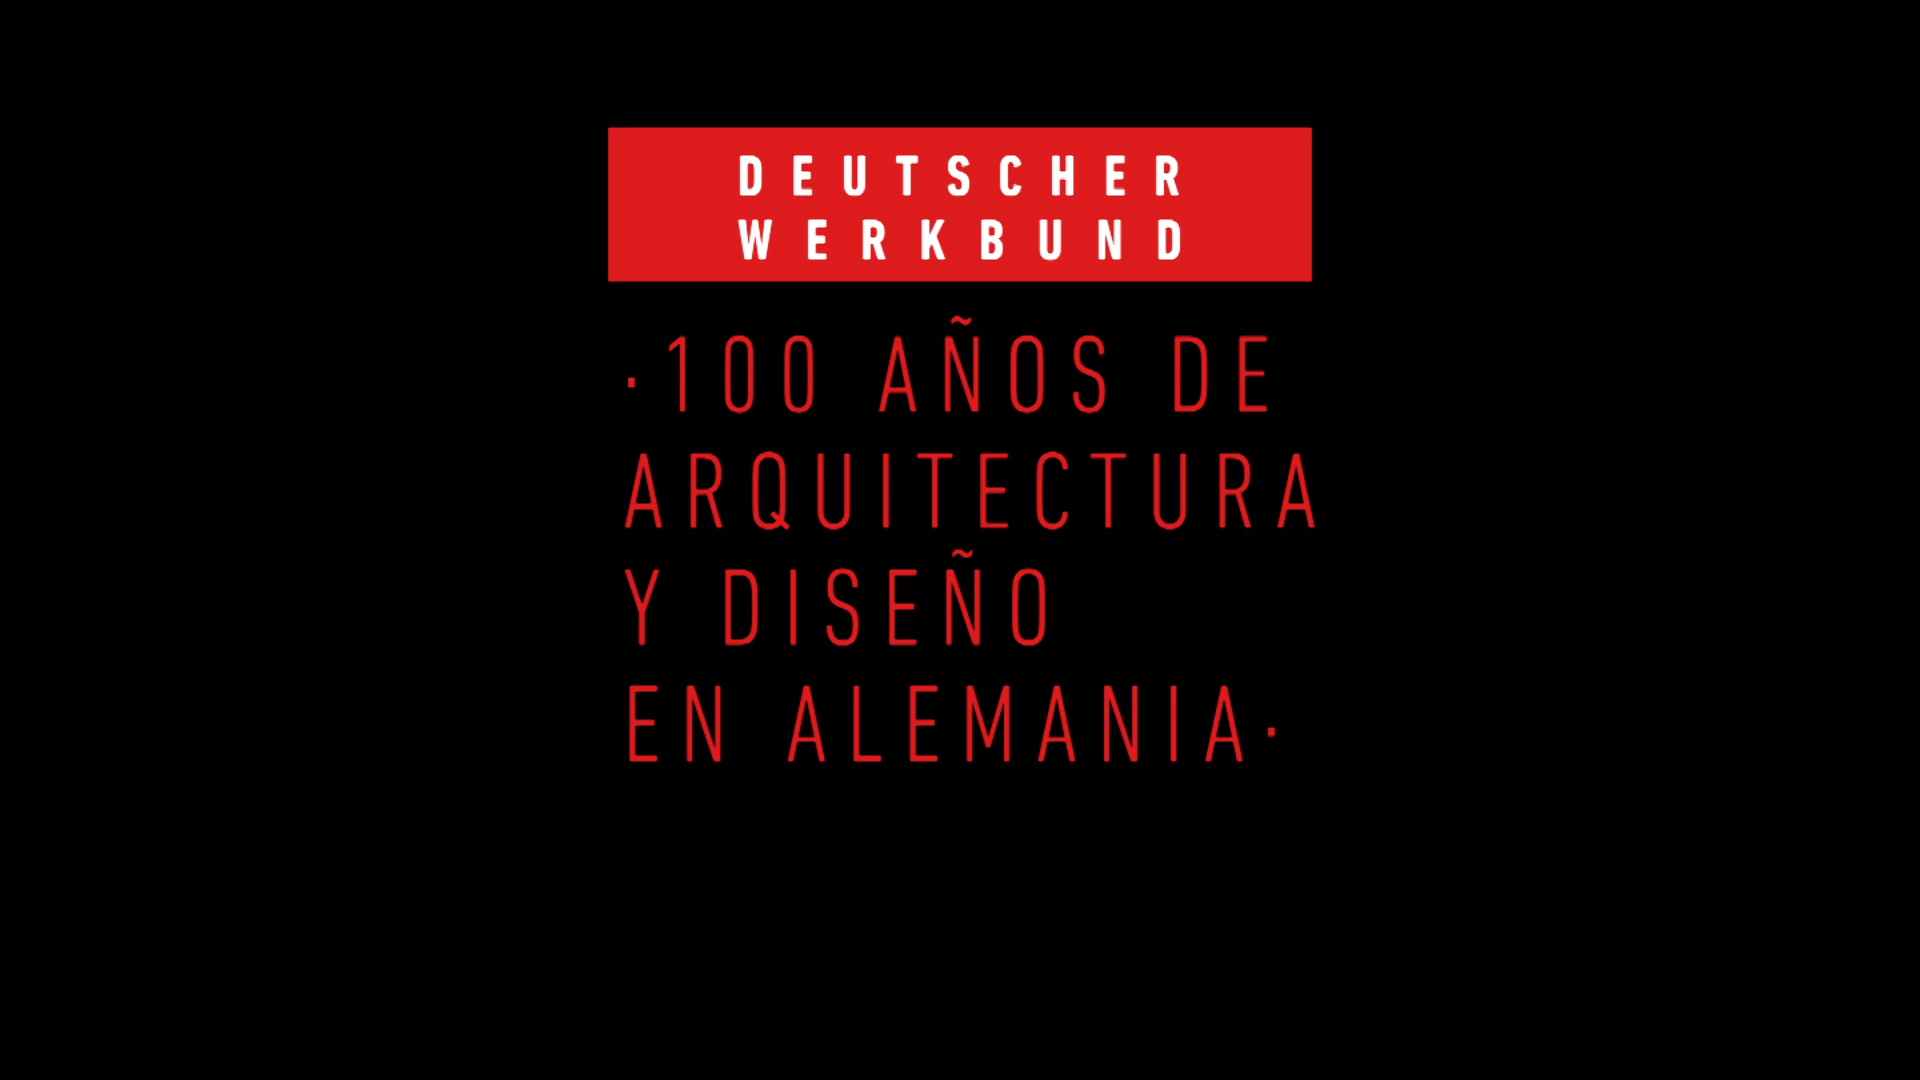 DEUTSCHER
WERKBUND
·100 AÑOS DE
ARQUITECTURA
Y DISEÑO
EN ALEMANIA·